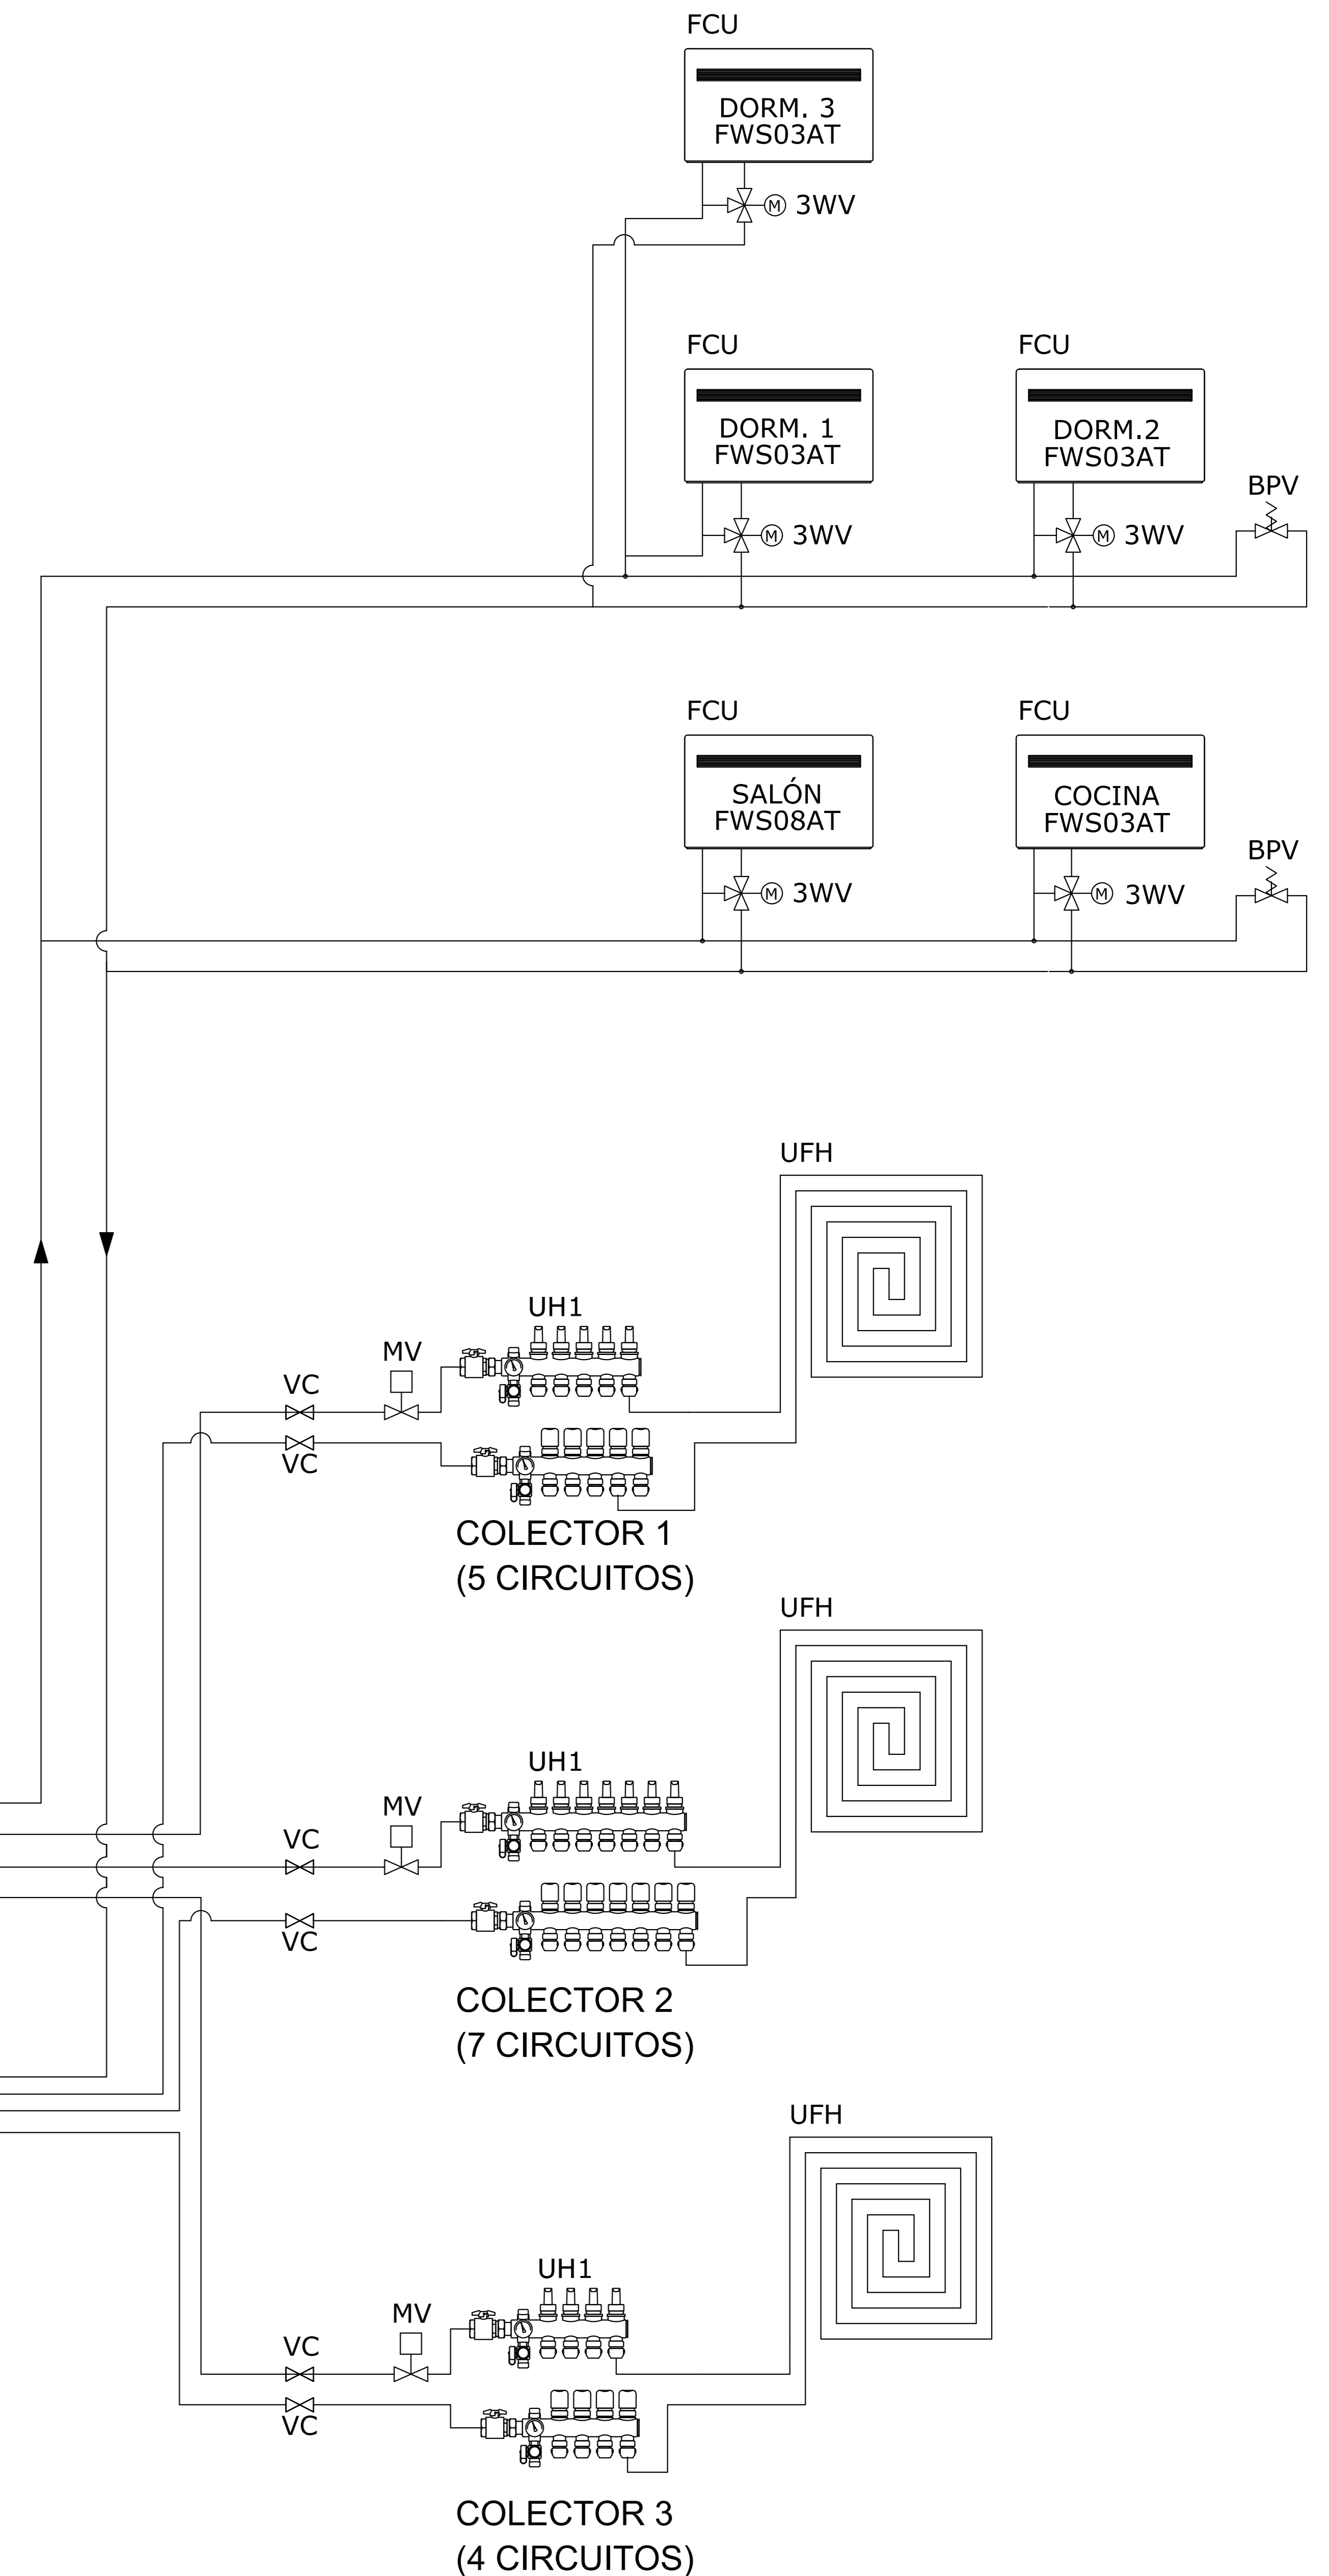 FCU
DORM. 3
FWS03AT
M 3WV
FCU
DORM. 1
FWS03AT
M 3WV
FCU
DORM.2
FWS03AT
M 3WV
BPV
FCU
SALÓN
FWS08AT
M 3WV
FCU
COCINA
FWS03AT
M 3WV
BPV
UFH
UH1
MV
VC
VC
COLECTOR 1
(5 CIRCUITOS)
UFH
UH1
MV
VC
VC
COLECTOR 2
(7 CIRCUITOS)
UFH
UH1
MV
VC
VC
COLECTOR 3
(4 CIRCUITOS)